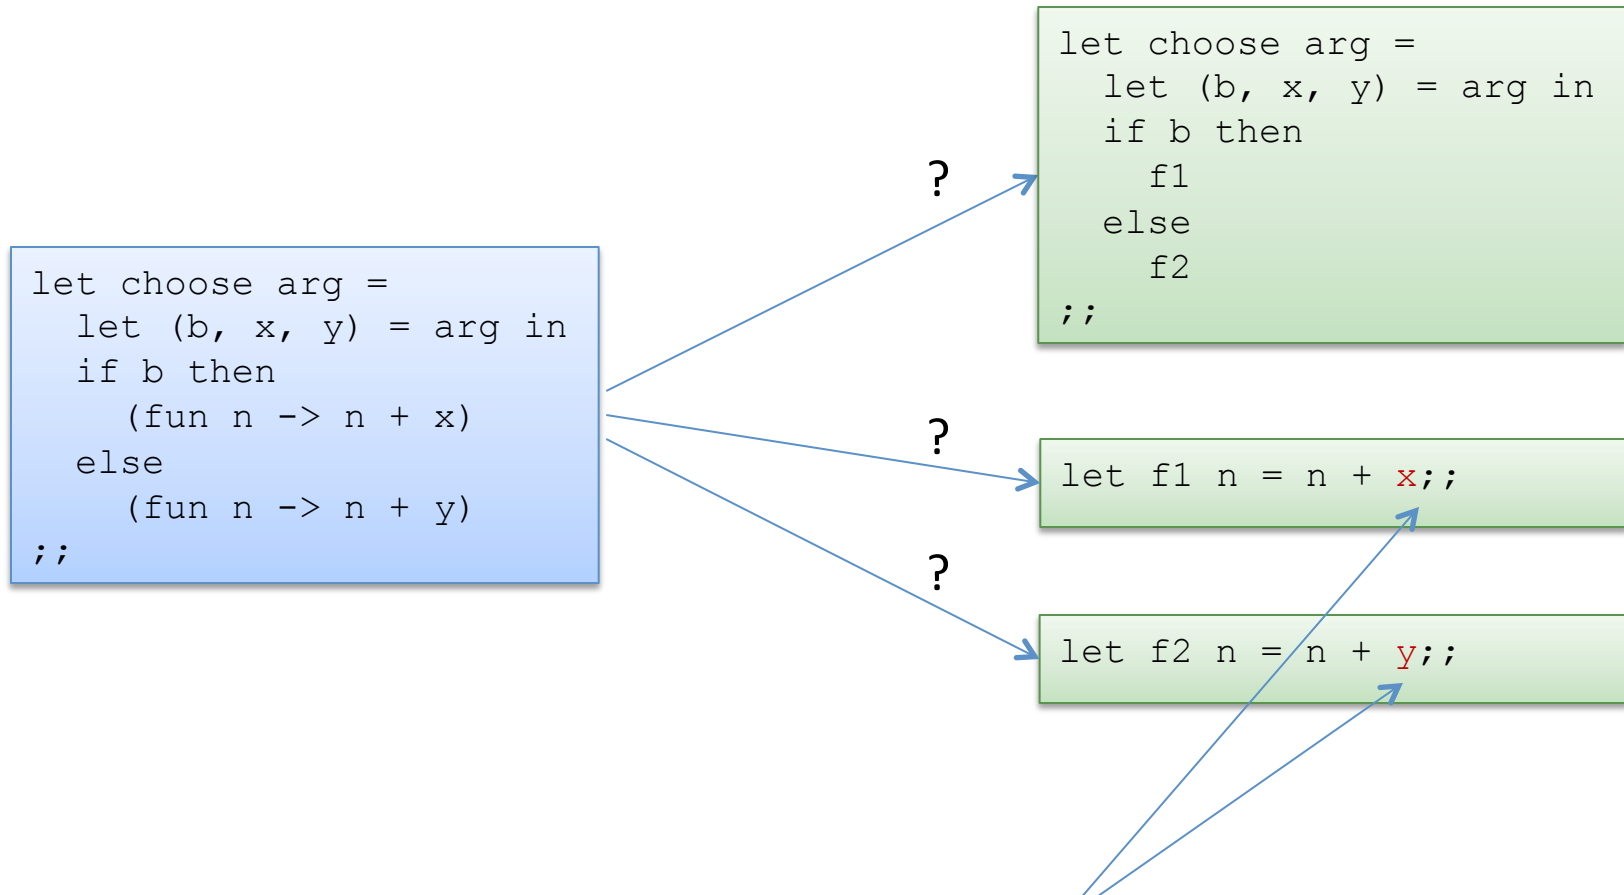 let choose arg =
  let (b, x, y) = arg in
  if b then
    (fun n -> n + x)
  else
    (fun n -> n + y)
;;
?
?
?
let choose arg =
  let (b, x, y) = arg in
  if b then
    f1
  else
    f2
;;
let f1 n = n + x;;
let f2 n = n + y;;